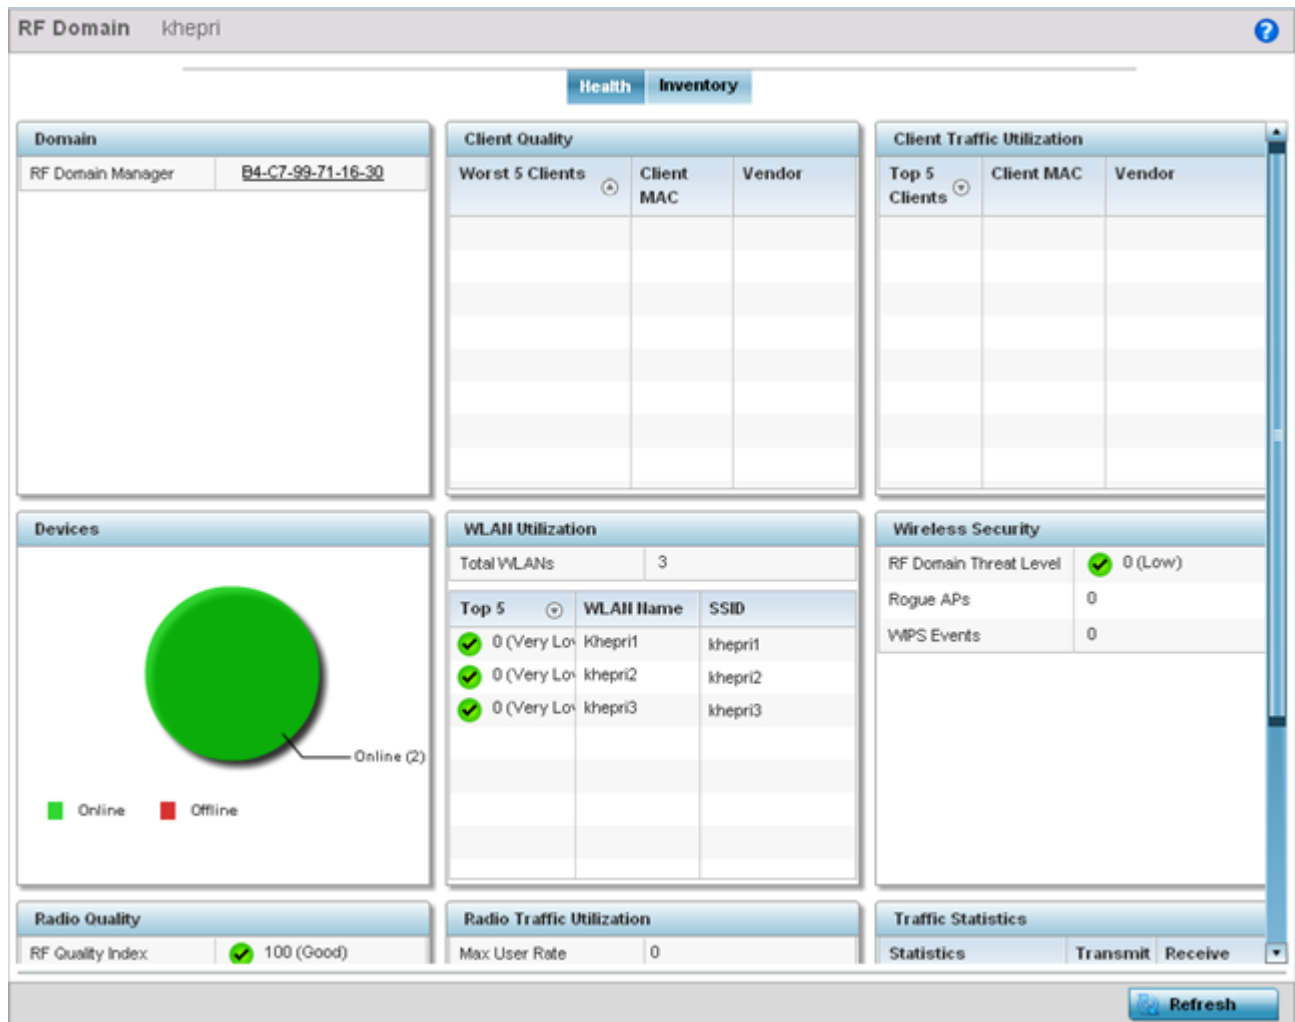 RF Domain khepri
?
Health Inventory
Domain
RF Domain Manager B4-C7-99-71-16-30
Client Quality
Worst 5 Clients Client MAC Vendor
Client Traffic Utilization
Top 5 Clients Client MAC Vendor
Devices
Online (2)
Online Offline
WLAN Utilization
Total WLANs 3
Top 5 WLAN Name SSID
0 (Very Lo Khepri1 khepri1
0 (Very Lo khepri2 khepri2
0 (Very Lo khepri3 khepri3
Wireless Security
RF Domain Threat Level 0 (Low)
Rogue APs 0
WIPS Events 0
Radio Quality
RF Quality Index 100 (Good)
Radio Traffic Utilization
Max User Rate 0
Traffic Statistics
Statistics Transmit Receive
Refresh